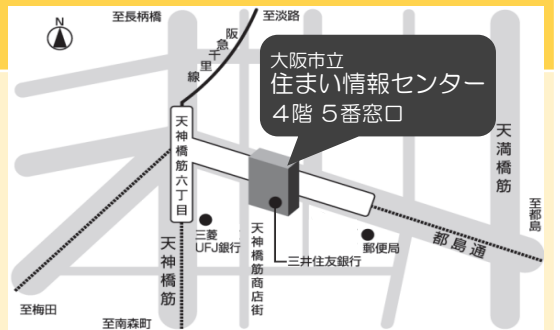 N
至長柄橋
至淡路
阪急千里線
大阪市立
住まい情報センター
4階 5番窓口
天神橋筋六丁目
天満橋筋
至都島
三菱
UFJ銀行
天神橋筋
天神橋筋商店街
三井住友銀行
郵便局
都島通
至梅田
至南森町